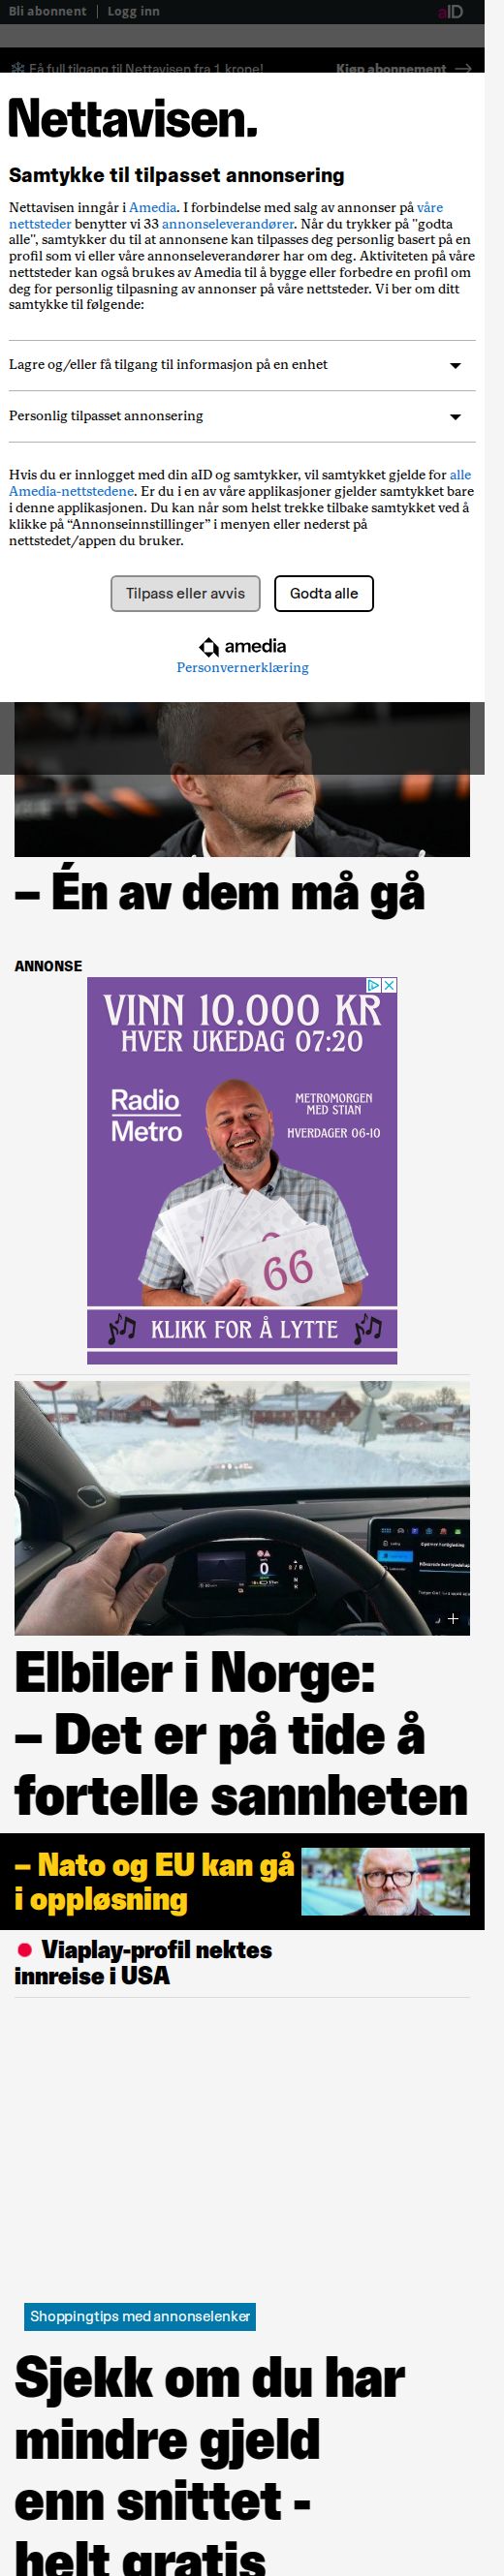 Bli abonnent | Logg inn
aID
Få full tilgang til Nettavisen fra 1 krone!
Kjøp abonnement
Nettavisen.
Samtykke til tilpasset annonsering
Nettavisen inngår i Amedia. I forbindelse med salg av annonser på våre
nettsteder benytter vi 33 annonseleverandører. Når du trykker på "godta
alle", samtykker du til at annonsene kan tilpasses deg personlig basert på en
profil som vi eller våre annonseleverandører har om deg. Aktiviteten på våre
nettsteder kan også brukes av Amedia til å bygge eller forbedre en profil om
deg for personlig tilpasning av annonser på våre nettsteder. Vi ber om ditt
samtykke til følgende:
Lagre og/eller få tilgang til informasjon på en enhet
Personlig tilpasset annonsering
Hvis du er innlogget med din aID og samtykker, vil samtykket gjelde for alle
Amedia-nettstedene. Er du i en av våre applikasjoner gjelder samtykket bare
i denne applikasjonen. Du kan når som helst trekke tilbake samtykket ved å
klikke på “Annonseinnstillinger” i menyen eller nederst på
nettstedet/appen du bruker.
Tilpass eller avvis
Godta alle
amedia
Personvernerklæring
– Én av dem må gå
ANNONSE
VINN 10.000 KR
HVER UKEDAG 07:20
Radio
Metro
METROMORGEN
MED STIAN
HVERDAGER 06-10
66
KLIKK FOR Å LYTTE
0
Elbiler i Norge:
– Det er på tide å
fortelle sannheten
– Nato og EU kan gå
i oppløsning
Viaplay-profil nektes
innreise i USA
Shoppingtips med annonselenker
Sjekk om du har
mindre gjeld
enn snittet -
helt gratis